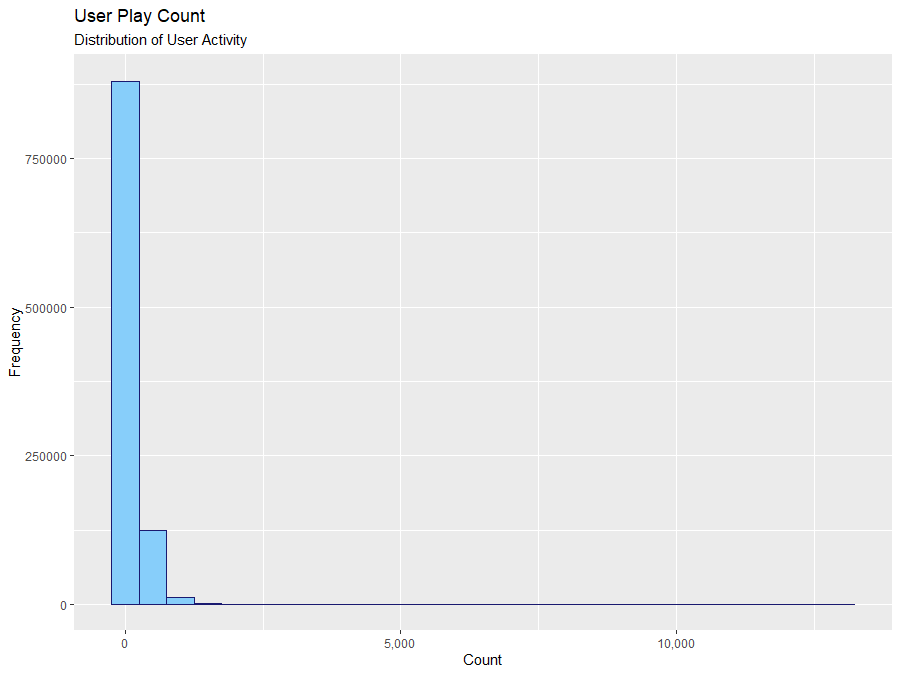 User Play Count
Distribution of User Activity
Frequency
750000
500000
250000
0
0
5,000
10,000
Count